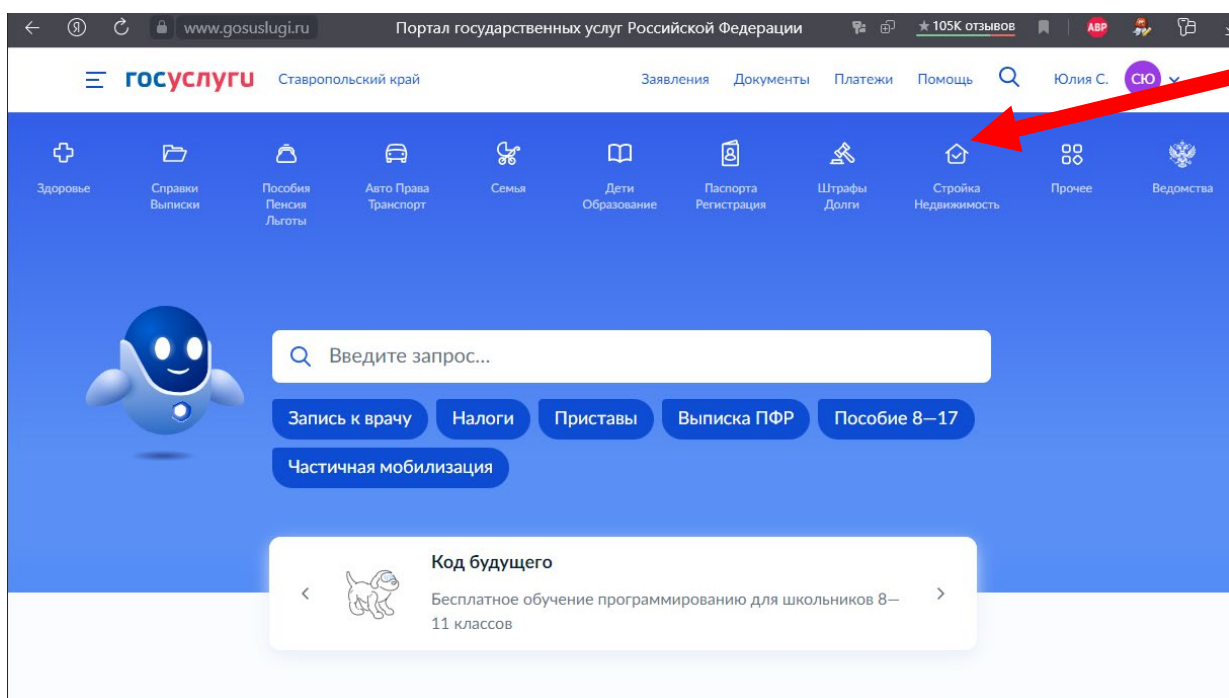 www.gosuslugi.ru Портал государственных услуг Российской Федерации ★ 105K отзывов ABP
госуслуги Ставропольский край Заявления Документы Платежи Помощь Юлия С. СЮ
Здоровье
Справки
Выписки
Пособия
Пенсия
Льготы
Авто Права
Транспорт
Семья
Дети
Образование
Паспорта
Регистрация
Штрафы
Долги
Стройка
Недвижимость
Прочее
Ведомства
Введите запрос...
Запись к врачу Налоги Приставы Выписка ПФР Пособие 8—17
Частичная мобилизация
Код будущего
Бесплатное обучение программированию для школьников 8—
11 классов